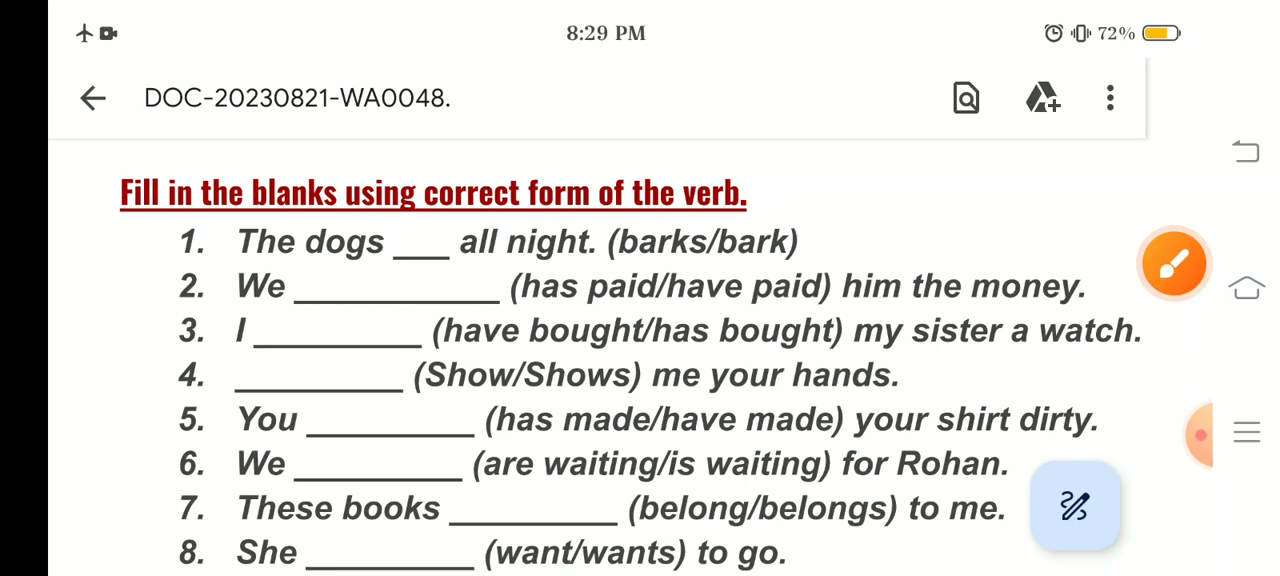 8:29 PM 72%
DOC-20230821-WA0048.
Fill in the blanks using correct form of the verb.
1. The dogs ___ all night. (barks/bark)
2. We ___________ (has paid/have paid) him the money.
3. I _________ (have bought/has bought) my sister a watch.
4. _________ (Show/Shows) me your hands.
5. You _________ (has made/have made) your shirt dirty.
6. We _________ (are waiting/is waiting) for Rohan.
7. These books _________ (belong/belongs) to me.
8. She _________ (want/wants) to go.